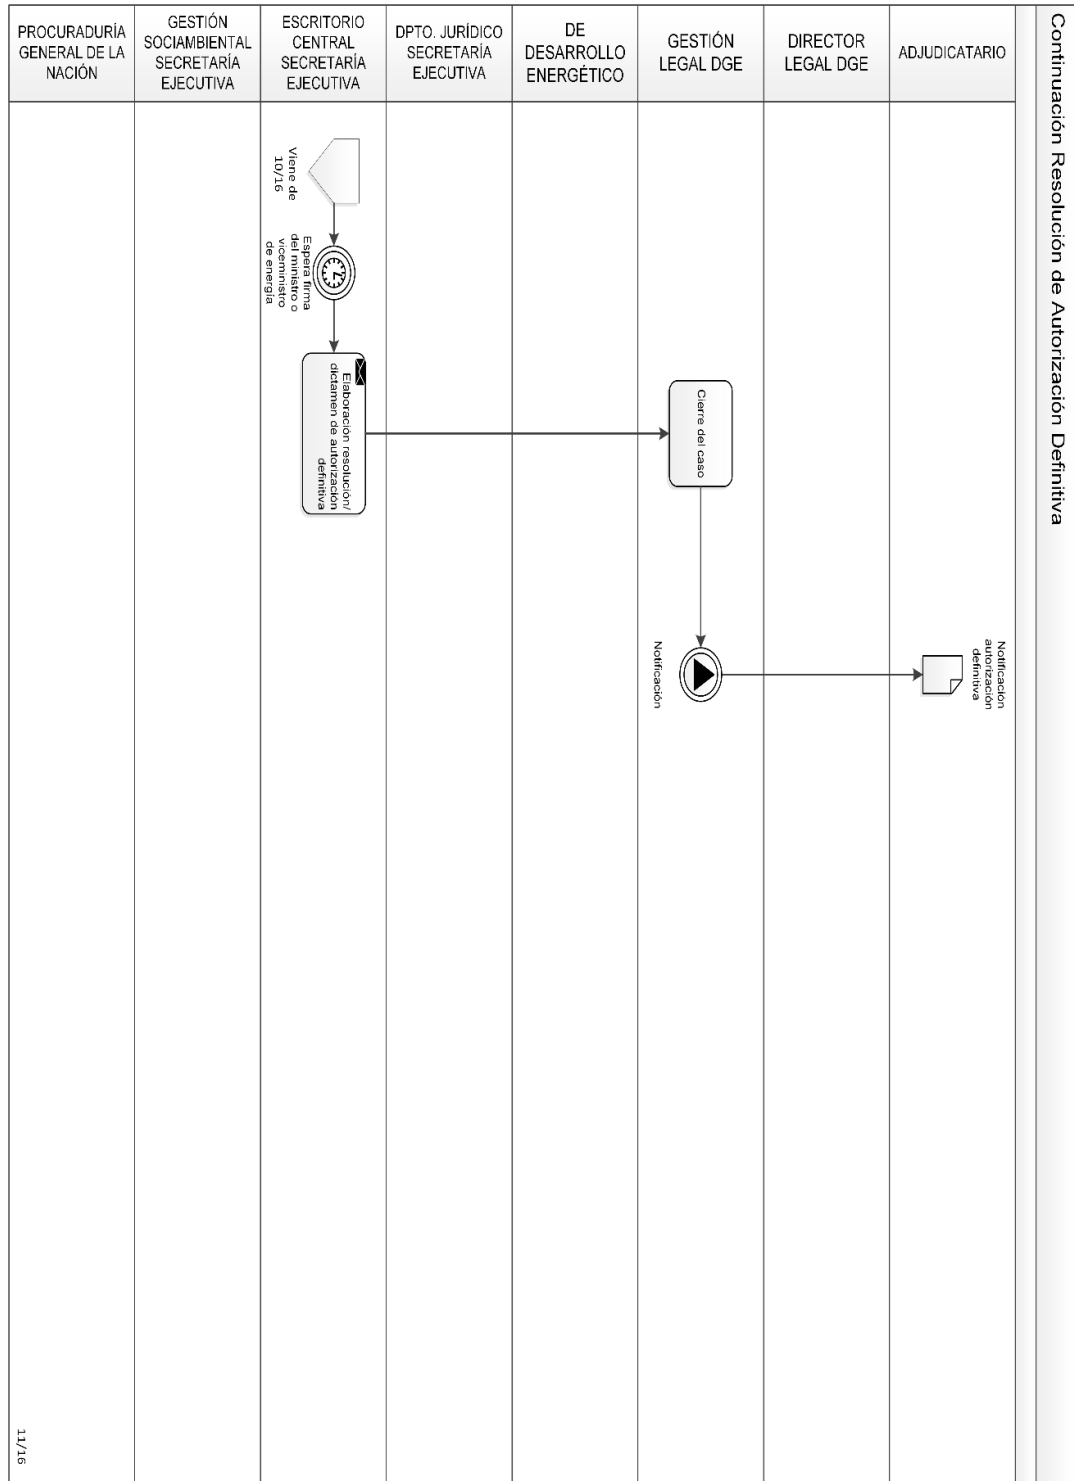 Continuación Resolución de Autorización Definitiva
PROCURADURÍA
GENERAL DE LA
NACIÓN
GESTIÓN
SOCIAMBIENTAL
SECRETARÍA
EJECUTIVA
ESCRITORIO
CENTRAL
SECRETARÍA
EJECUTIVA
DPTO. JURÍDICO
SECRETARÍA
EJECUTIVA
DE
DESARROLLO
ENERGÉTICO
GESTIÓN
LEGAL DGE
DIRECTOR
LEGAL DGE
ADJUDICATARIO
Viene de
10/16
Espera firma
del ministro o
viceministro
de energía
Elaboración resolución/
dictamen de autorización
definitiva
Cierre del caso
Notificación
Notificación
autorización
definitiva
11/16